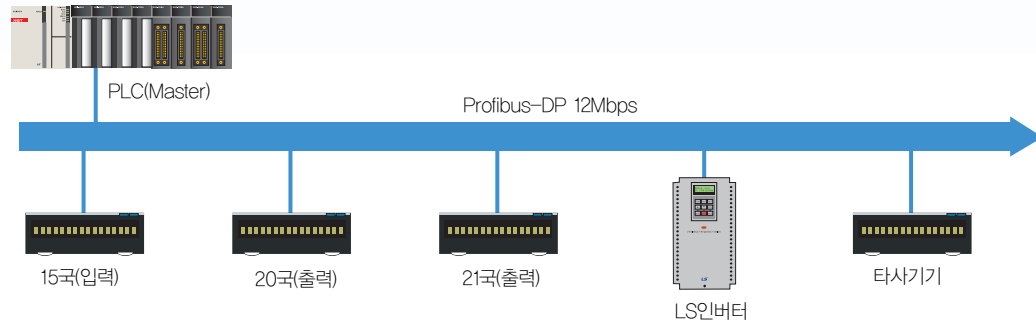 PLC(Master)
Profibus-DP 12Mbps
15국(입력)
20국(출력)
21국(출력)
LS인버터
타사기기